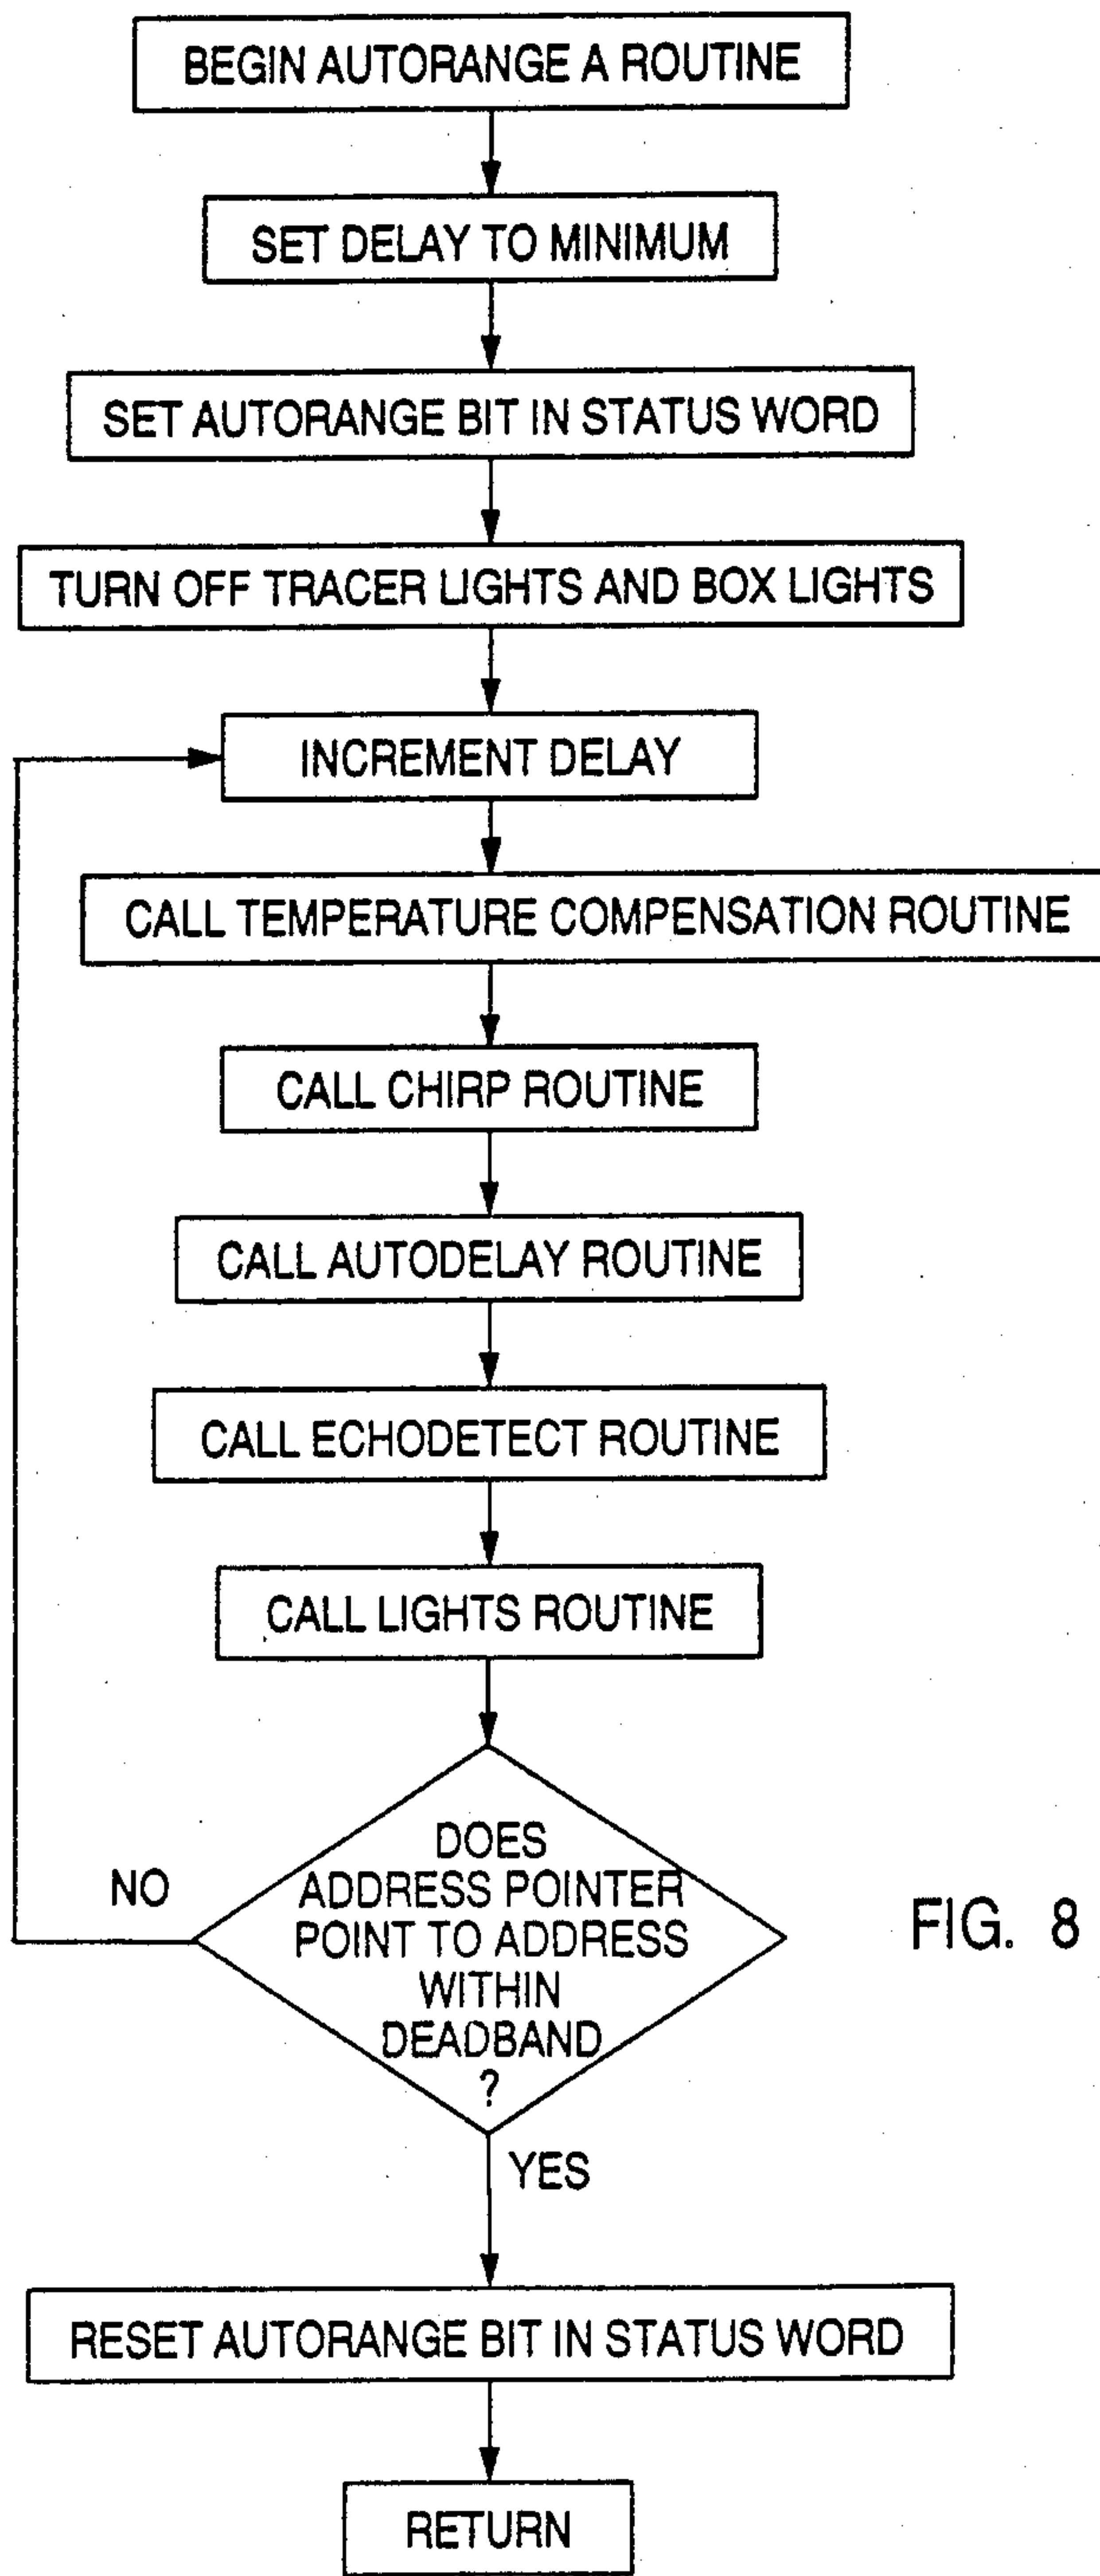 BEGIN AUTORANGE A ROUTINE
SET DELAY TO MINIMUM
SET AUTORANGE BIT IN STATUS WORD
TURN OFF TRACER LIGHTS AND BOX LIGHTS
INCREMENT DELAY
CALL TEMPERATURE COMPENSATION ROUTINE
CALL CHIRP ROUTINE
CALL AUTODELAY ROUTINE
CALL ECHODETECT ROUTINE
CALL LIGHTS ROUTINE
DOES
ADDRESS POINTER
POINT TO ADDRESS
WITHIN
DEADBAND
?
NO
FIG. 8
YES
RESET AUTORANGE BIT IN STATUS WORD
RETURN